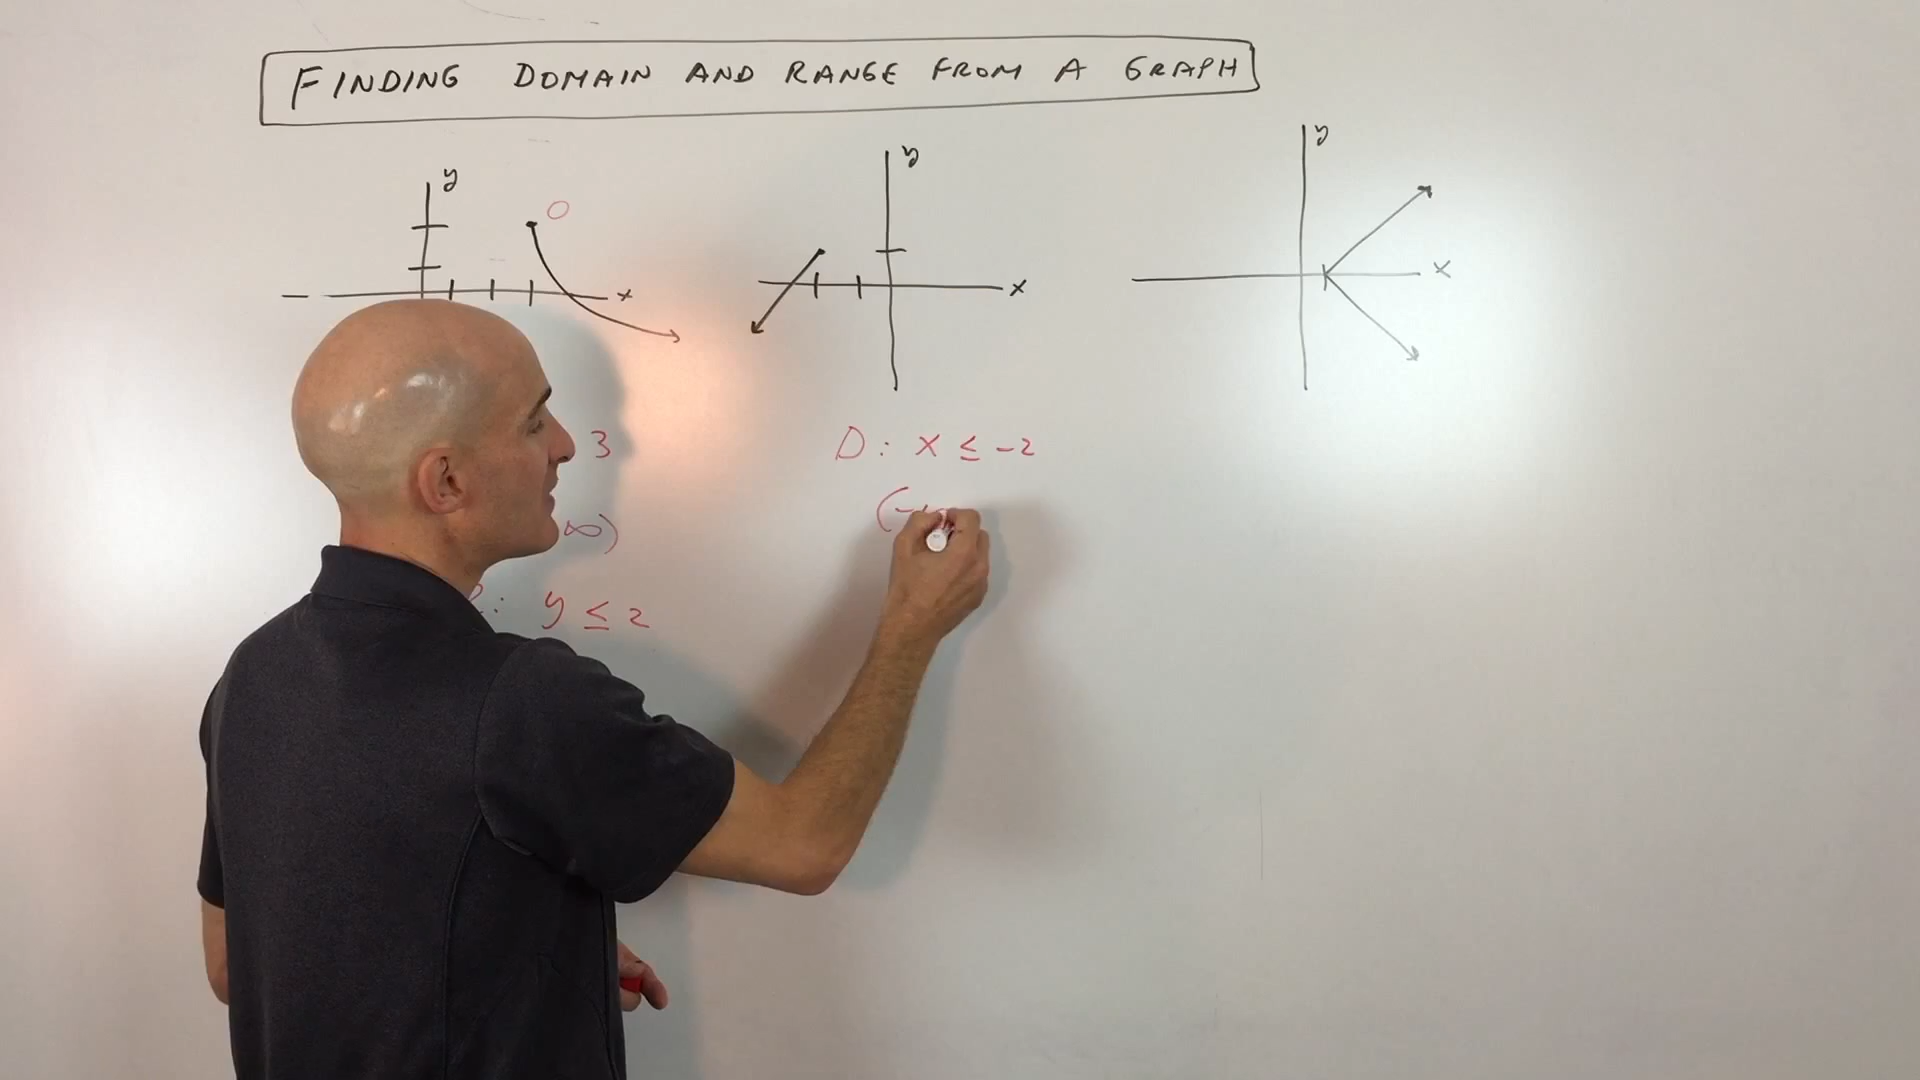 FINDING DOMAIN AND RANGE FROM A GRAPH
y
x
y
x
y
x
3
∞)
: y ≤ 2
D: x ≤ -2
(-